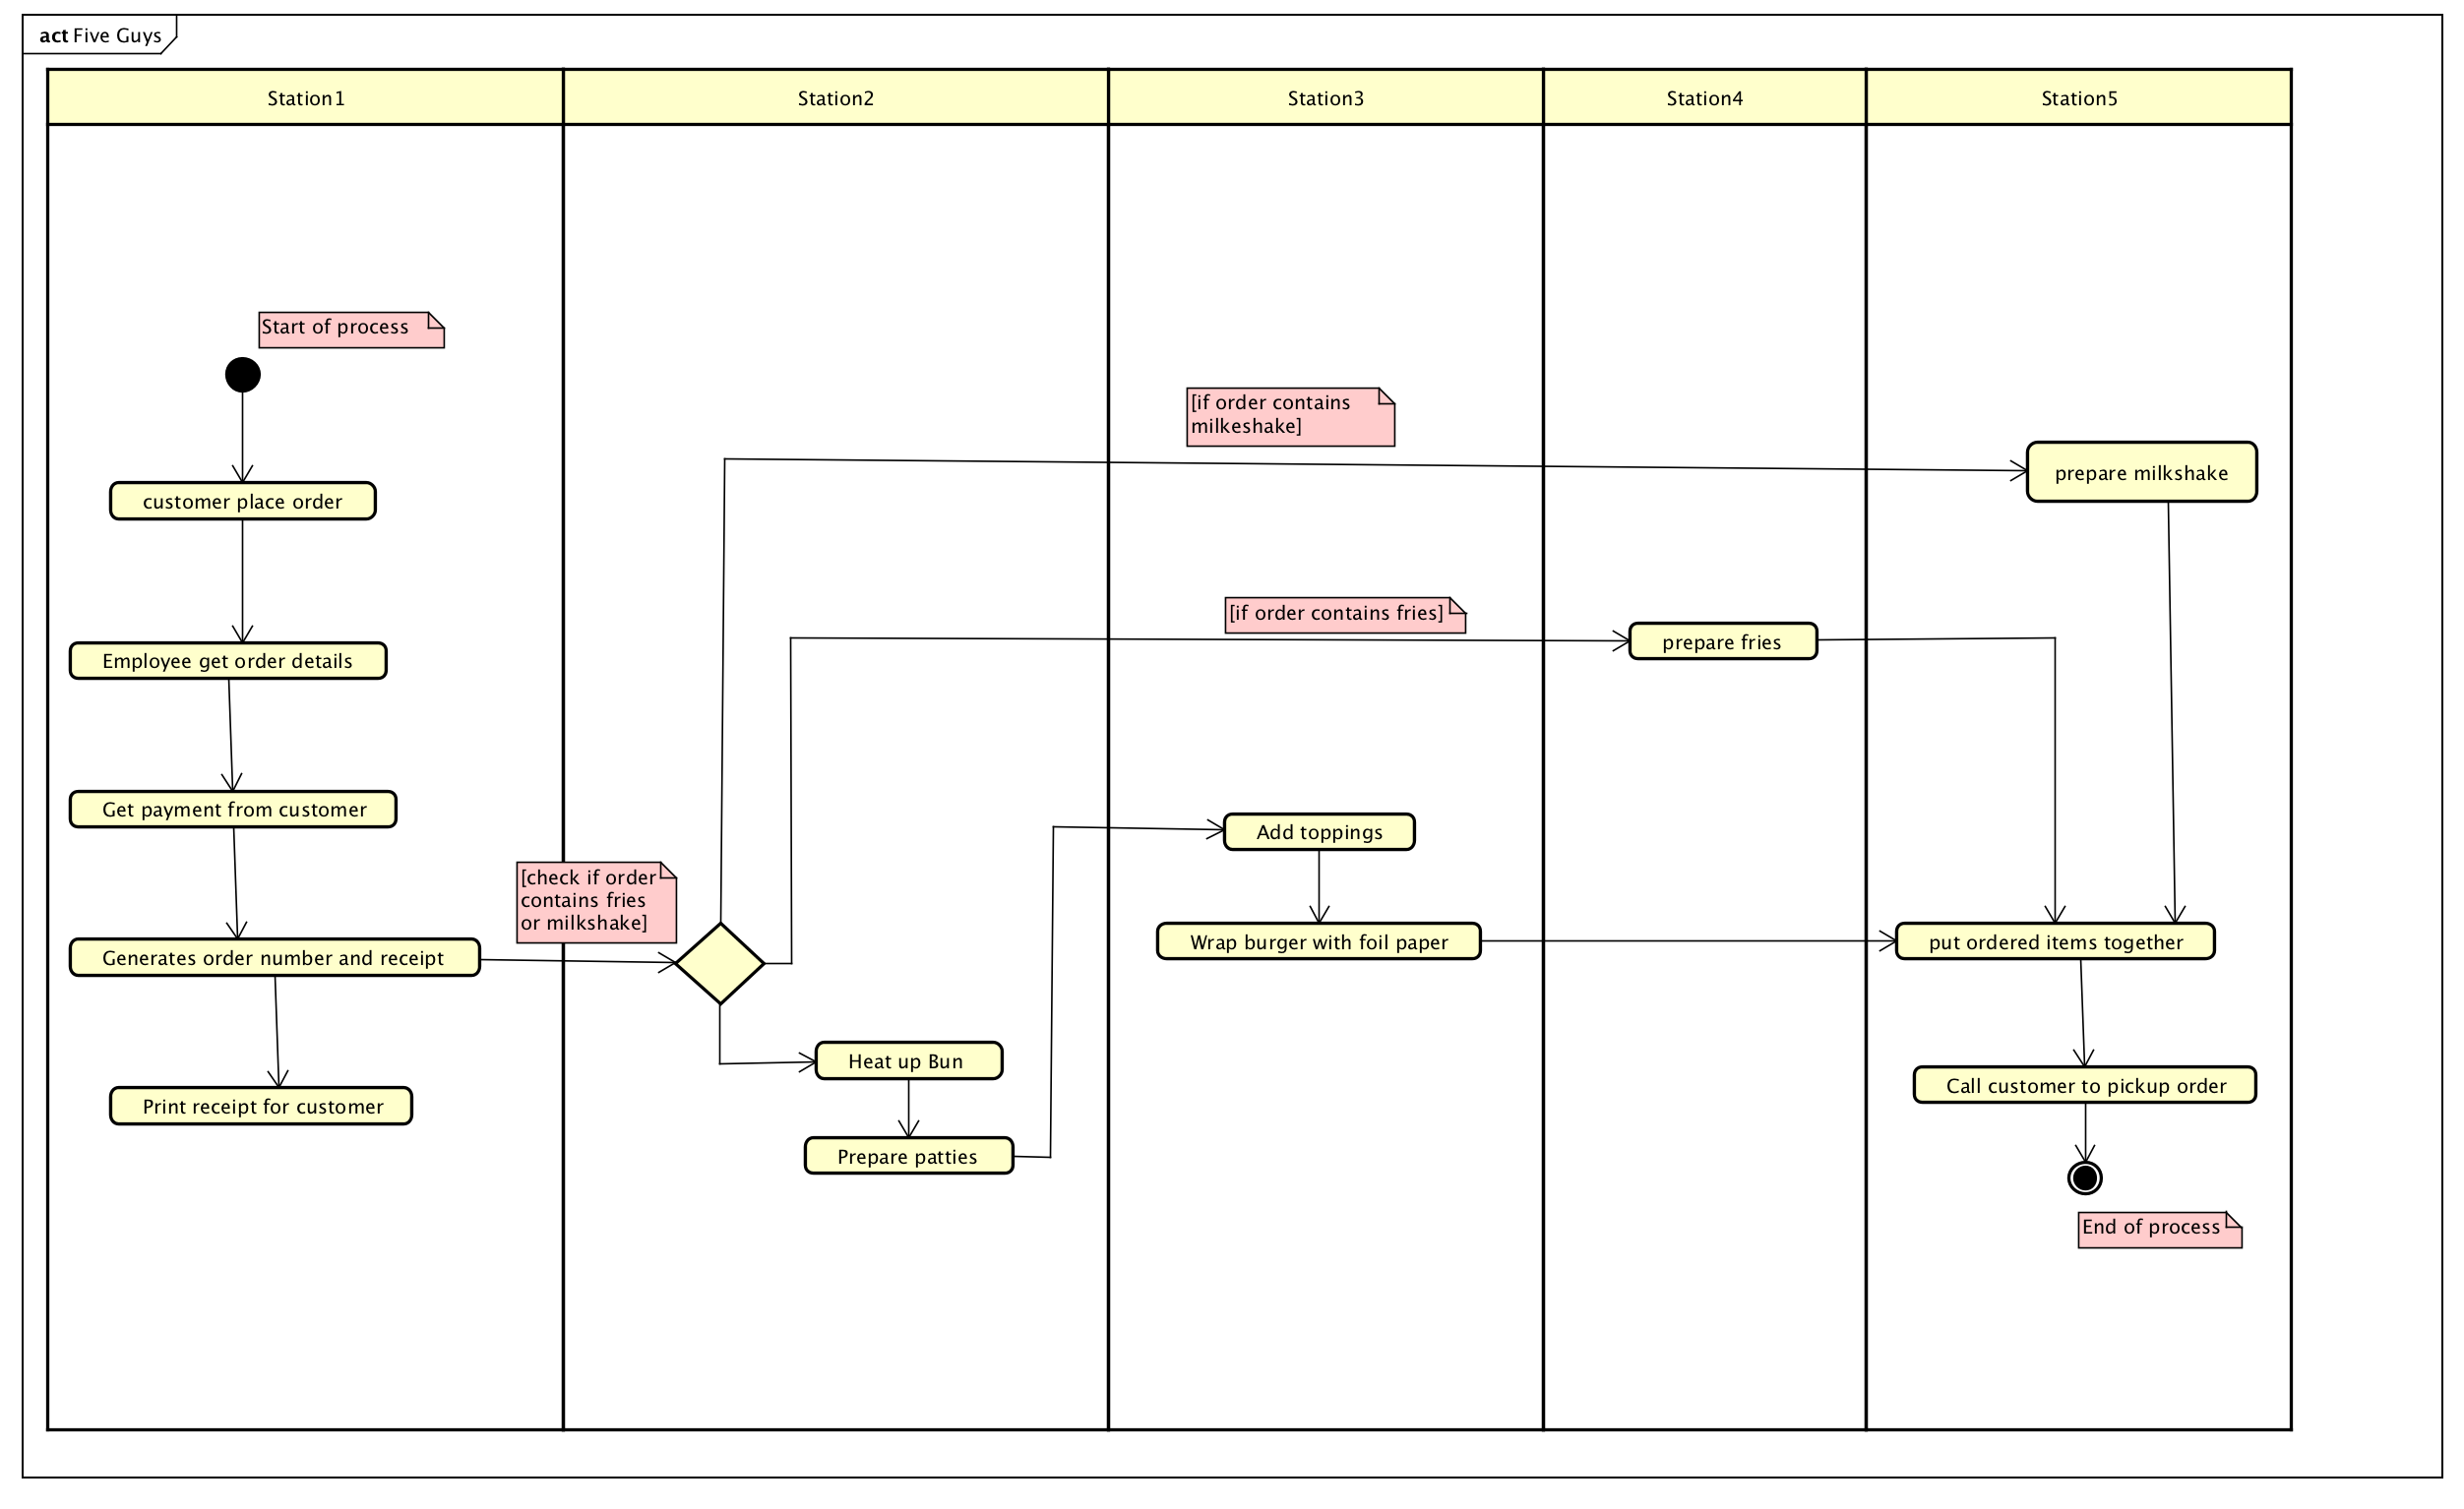 act Five Guys
Station1
Station2
Station3
Station4
Station5
Start of process
customer place order
Employee get order details
Get payment from customer
Generates order number and receipt
Print receipt for customer
[check if order
contains fries
or milkshake]
Heat up Bun
Prepare patties
[if order contains
milkeshake]
[if order contains fries]
Add toppings
Wrap burger with foil paper
prepare fries
prepare milkshake
put ordered items together
Call customer to pickup order
End of process